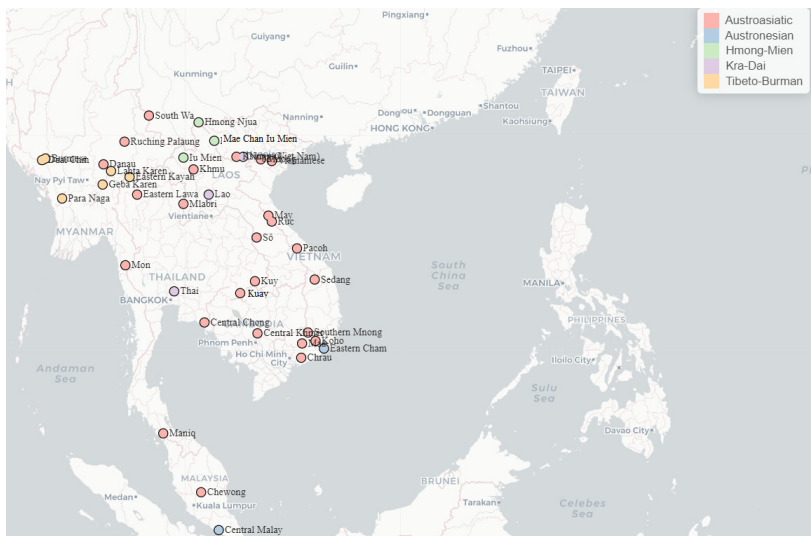 Austroasiatic
Austronesian
Hmong-Mien
Kra-Dai
Tibeto-Burman
Pingxiang
Guiyang
Fuzhou
Guilin
TAIPEI
Kunming
TAIWAN
Shantou
Dongguan
Kaohsiung
South Wa
Hmong Njua
Nanning
HONG KONG
Ruching Palaung
Mae Chan Iu Mien
Iu Mien
Vietnamese
Danau
Khmu
LAOS
Lahta Karen
Eastern Kayah
Nay Pyi Taw
Geba Karen
Eastern Lawa
Lao
Para Naga
Mlabri
Vientiane
May
Ruc
MYANMAR
Sô
Pacoh
VIETNAM
Mon
South
China
Sea
THAILAND
Kuy
Sedang
Thai
Kuay
MANILA
BANGKOK
Central Chong
PHILIPPINES
Central Khmer
Southern Mnong
Koho
Phnom Penh
Eastern Cham
Ho Chi Minh
City
Chrau
Iloilo City
Andaman
Sea
Sulu
Sea
Maniq
Davao City
MALAYSIA
BRUNEI
Medan
Chewong
Kuala Lumpur
Tarakan
Celebes
Sea
Central Malay